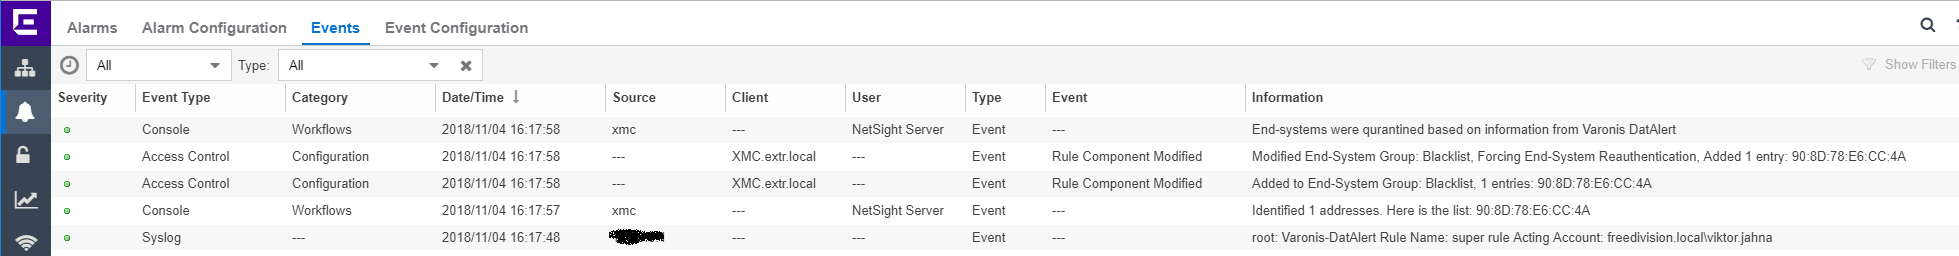 Alarms Alarm Configuration Events Event Configuration
All Type: All Show Filters
Severity Event Type Category Date/Time Source Client User Type Event Information
Console Workflows 2018/11/04 16:17:58 xmc --- NetSight Server Event --- End-systems were qurantined based on information from Varonis DatAlert
Access Control Configuration 2018/11/04 16:17:58 --- XMC.extr.local --- Event Rule Component Modified Modified End-System Group: Blacklist, Forcing End-System Reauthentication, Added 1 entry: 90:8D:78:E6:CC:4A
Access Control Configuration 2018/11/04 16:17:58 --- XMC.extr.local --- Event Rule Component Modified Added to End-System Group: Blacklist, 1 entries: 90:8D:78:E6:CC:4A
Console Workflows 2018/11/04 16:17:57 xmc --- NetSight Server Event --- Identified 1 addresses. Here is the list: 90:8D:78:E6:CC:4A
Syslog --- 2018/11/04 16:17:48 --- --- Event --- root: Varonis-DatAlert Rule Name: super rule Acting Account: freedivision.local\viktor.jahna